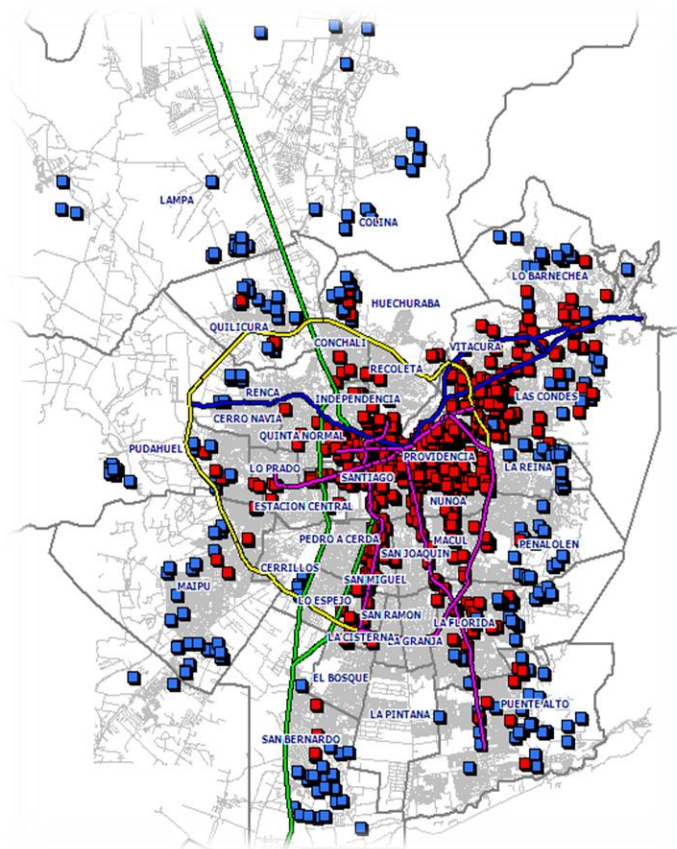 LAMPA
COLINA
LO BARNECHEA
HUECHURABA
QUILICURA
CONCHALI
VITACURA
RECOLETA
RENCA
INDEPENDENCIA
LAS CONDES
CERRO NAVIA
QUINTA NORMAL
PUDAHUEL
PROVIDENCIA
LO PRADO
LA REINA
SANTIAGO
NUNOA
ESTACION CENTRAL
PEDRO A CERDA
MACUL
PENALOLEN
SAN JOAQUIN
CERRILLOS
SAN MIGUEL
MAIPU
LO ESPEJO
SAN RAMON
LA FLORIDA
LA CISTERNA
LA GRANJA
EL BOSQUE
PUENTE ALTO
LA PINTANA
SAN BERNARDO